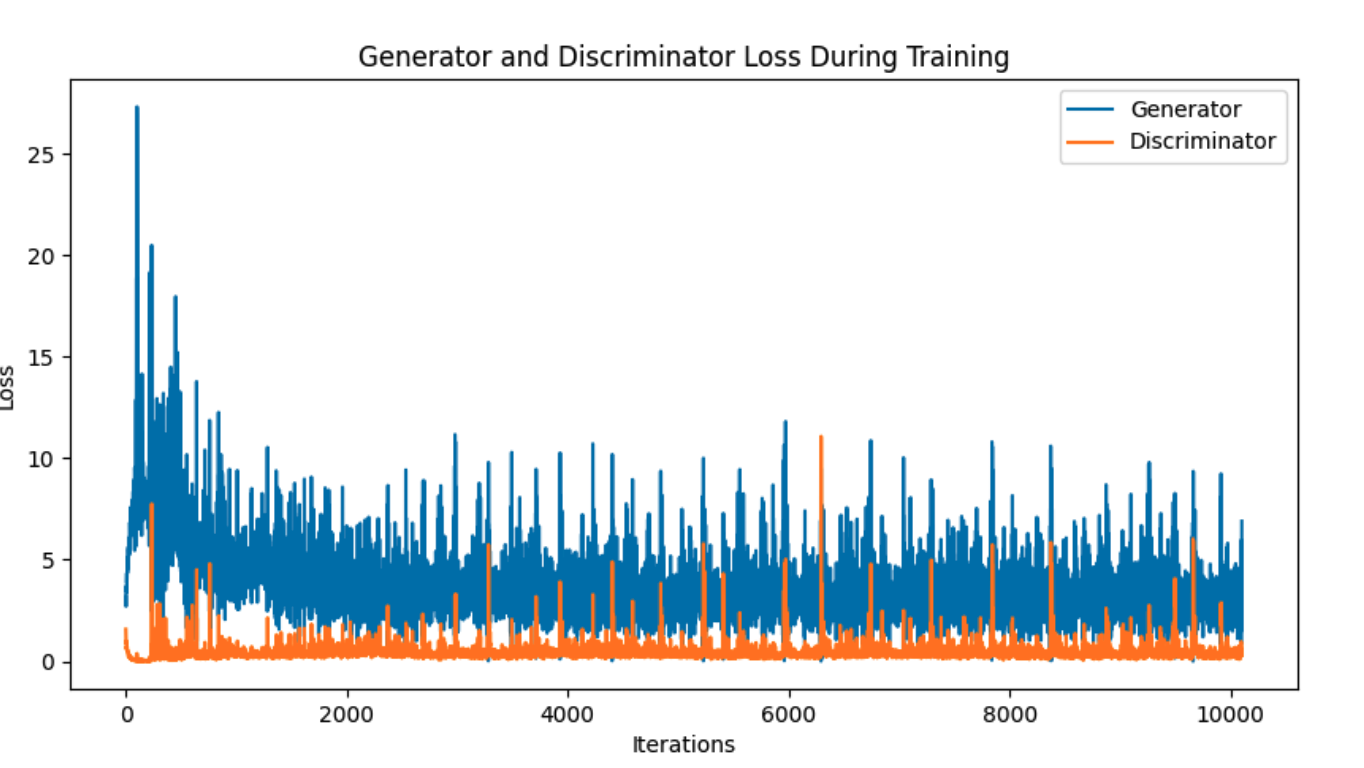 Generator and Discriminator Loss During Training
Generator
Discriminator
25
20
15
10
5
0
Loss
0 2000 4000 6000 8000 10000
Iterations